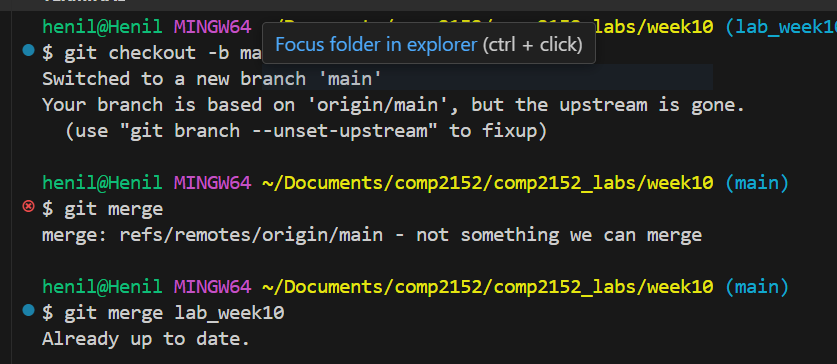 henil@Henil MINGW64 ~/Documents/comp2152/comp2152_labs/week10 (lab_week10
Focus folder in explorer (ctrl + click)
$ git checkout -b ma
Switched to a new branch 'main'
Your branch is based on 'origin/main', but the upstream is gone.
(use "git branch --unset-upstream" to fixup)
henil@Henil MINGW64 ~/Documents/comp2152/comp2152_labs/week10 (main)
$ git merge
merge: refs/remotes/origin/main - not something we can merge
henil@Henil MINGW64 ~/Documents/comp2152/comp2152_labs/week10 (main)
$ git merge lab_week10
Already up to date.